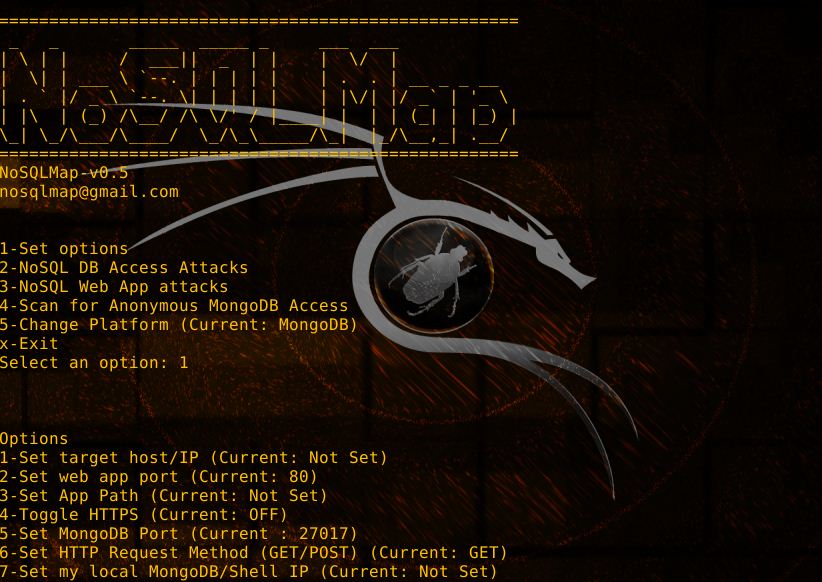 NoSQLMap
NoSQLMap-v0.5
nosqlmap@gmail.com
1-Set options
2-NoSQL DB Access Attacks
3-NoSQL Web App attacks
4-Scan for Anonymous MongoDB Access
5-Change Platform (Current: MongoDB)
x-Exit
Select an option: 1
Options
1-Set target host/IP (Current: Not Set)
2-Set web app port (Current: 80)
3-Set App Path (Current: Not Set)
4-Toggle HTTPS (Current: OFF)
5-Set MongoDB Port (Current : 27017)
6-Set HTTP Request Method (GET/POST) (Current: GET)
7-Set my local MongoDB/Shell IP (Current: Not Set)